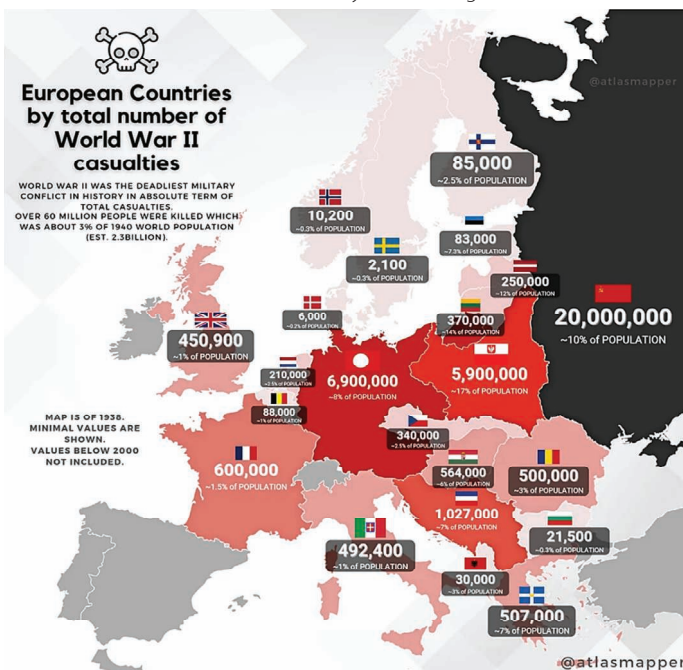 European Countries
by total number of
World War II
casualties
WORLD WAR II WAS THE DEADLIEST MILITARY
CONFLICT IN HISTORY IN ABSOLUTE TERM OF
TOTAL CASUALTIES.
OVER 60 MILLION PEOPLE WERE KILLED WHICH
WAS ABOUT 3% OF 1940 WORLD POPULATION
(EST. 2.3BILLION).
@atlasmapper
85,000
~2.5% of POPULATION
10,200
~0.3% of POPULATION
83,000
~7.3% of POPULATION
2,100
~0.3% of POPULATION
250,000
~12% of POPULATION
6,000
~0.2% of POPULATION
370,000
~14% of POPULATION
20,000,000
~10% of POPULATION
450,900
~1% of POPULATION
210,000
of POPULATION
6,900,000
~8% of POPULATION
5,900,000
~17% of POPULATION
88,000
~1% of POPULATION
MAP IS OF 1938.
MINIMAL VALUES ARE
SHOWN.
VALUES BELOW 2000
NOT INCLUDED.
340,000
~2.5% of POPULATION
600,000
~1.5% of POPULATION
564,000
~6% of POPULATION
500,000
~3% of POPULATION
1,027,000
~7% of POPULATION
21,500
~0.3% of POPULATION
492,400
~1% of POPULATION
30,000
~3% of POPULATION
507,000
~7% of POPULATION
@atlasmapper